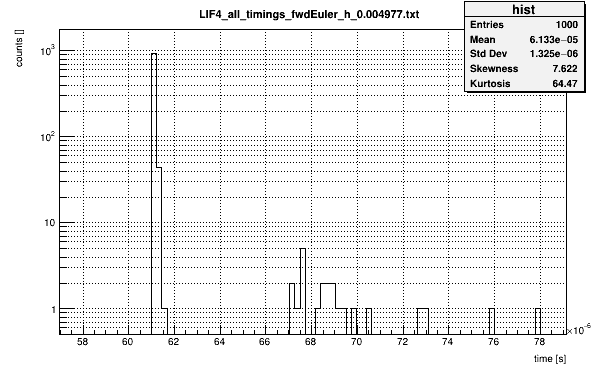 LIF4_all_timings_fwdEuler_h_0.004977.txt
hist
Entries 1000
Mean 6.133e−05
Std Dev 1.325e−06
Skewness 7.622
Kurtosis 64.47
counts []
10³
10²
10
1
58 60 62 64 66 68 70 72 74 76 78
×10⁻⁶
time [s]